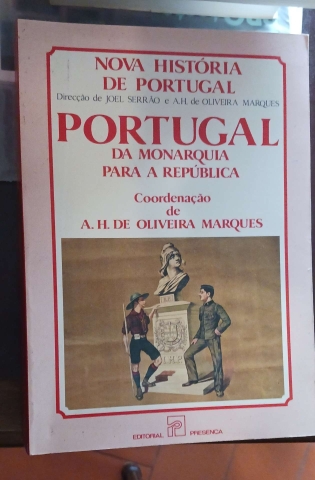 NOVA HISTÓRIA
DE PORTUGAL
Direcção de JOEL SERRÃO e A.H. de OLIVEIRA MARQUES
PORTUGAL
DA MONARQUIA
PARA A REPÚBLICA
Coordenação
de
A. H. DE OLIVEIRA MARQUES
EDITORIAL PRESENÇA